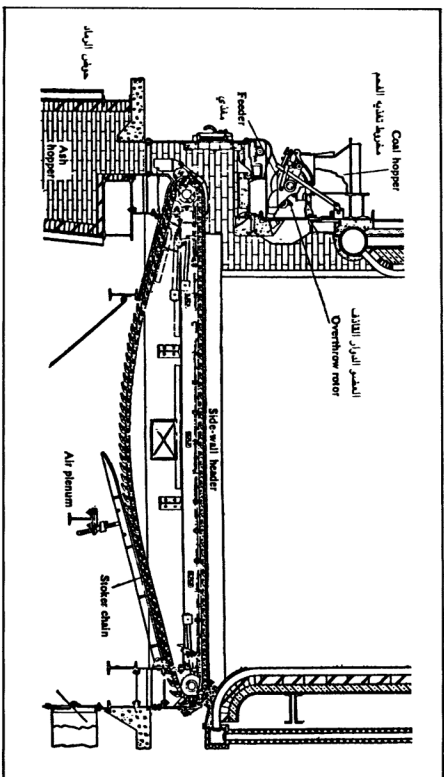 Coal hopper
مخروط تغذية الفحم
Feeder
مغذي
العضو الدوار القاذف
Overthrow rotor
حوض الرماد
Ash
hopper
Side-wall header
Air plenum
Stoker chain